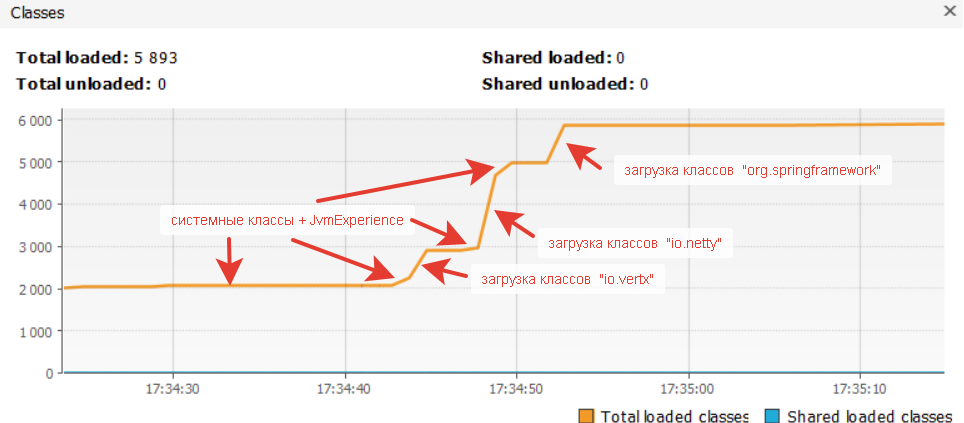 Classes
Total loaded: 5 893
Shared loaded: 0
Total unloaded: 0
Shared unloaded: 0
6 000
5 000
4 000
3 000
2 000
1 000
0
загрузка классов "org.springframework"
системные классы + JvmExperience
загрузка классов "io.netty"
загрузка классов "io.vertx"
17:34:30
17:34:40
17:34:50
17:35:00
17:35:10
Total loaded classes
Shared loaded classes